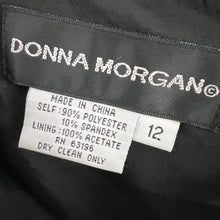 DONNA MORGAN©
MADE IN CHINA
SELF: 90% POLYESTER
10% SPANDEX
LINING: 100% ACETATE
RN 63196
DRY CLEAN ONLY
12